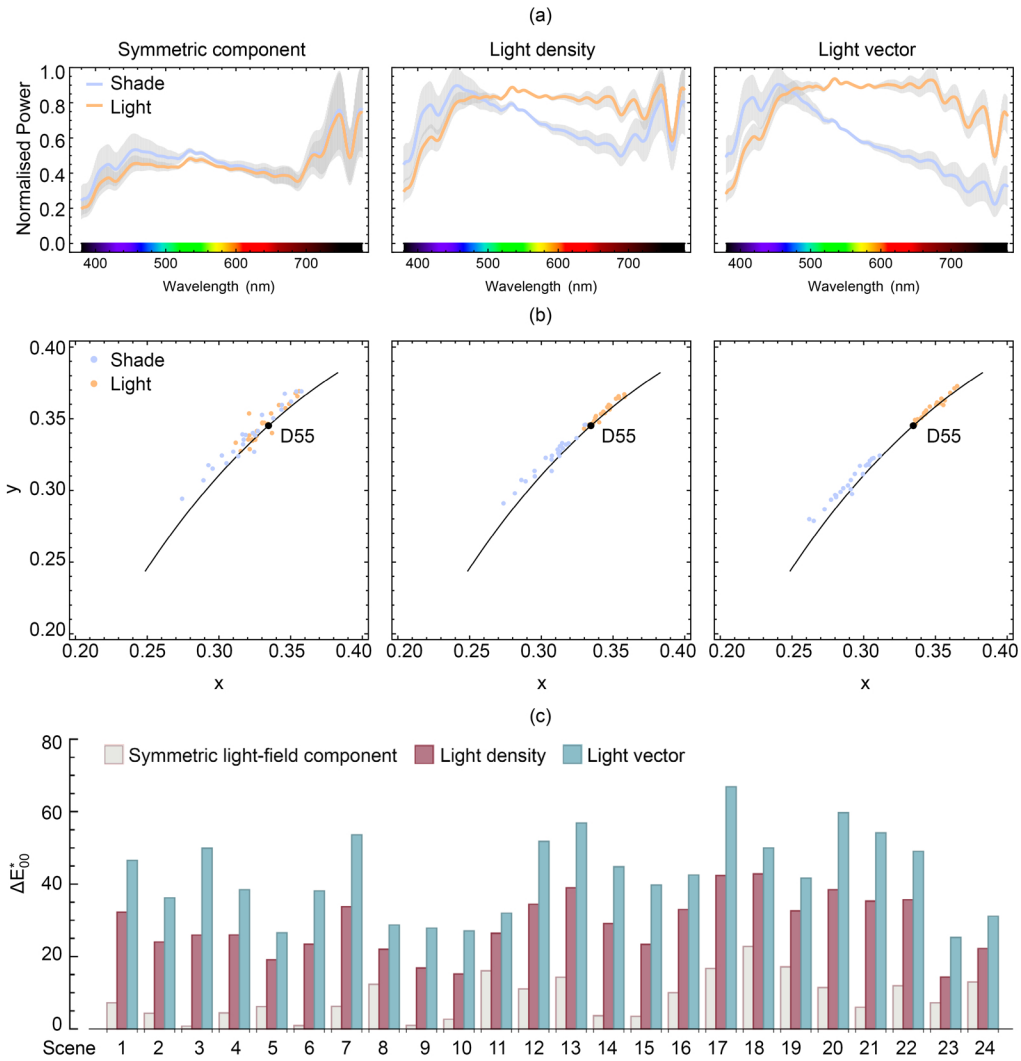 (a)
Symmetric component Light density Light vector
Normalised Power
1.0
0.8
0.6
0.4
0.2
0.0
Shade
Light
400 500 600 700 400 500 600 700 400 500 600 700
Wavelength (nm) Wavelength (nm) Wavelength (nm)
(b)
y
0.40
0.35
0.30
0.25
0.20
Shade
Light
D55 D55 D55
0.20 0.25 0.30 0.35 0.40 0.20 0.25 0.30 0.35 0.40 0.20 0.25 0.30 0.35 0.40
x x x
(c)
ΔE*00
80
60
40
20
0
Symmetric light-field component Light density Light vector
Scene 1 2 3 4 5 6 7 8 9 10 11 12 13 14 15 16 17 18 19 20 21 22 23 24